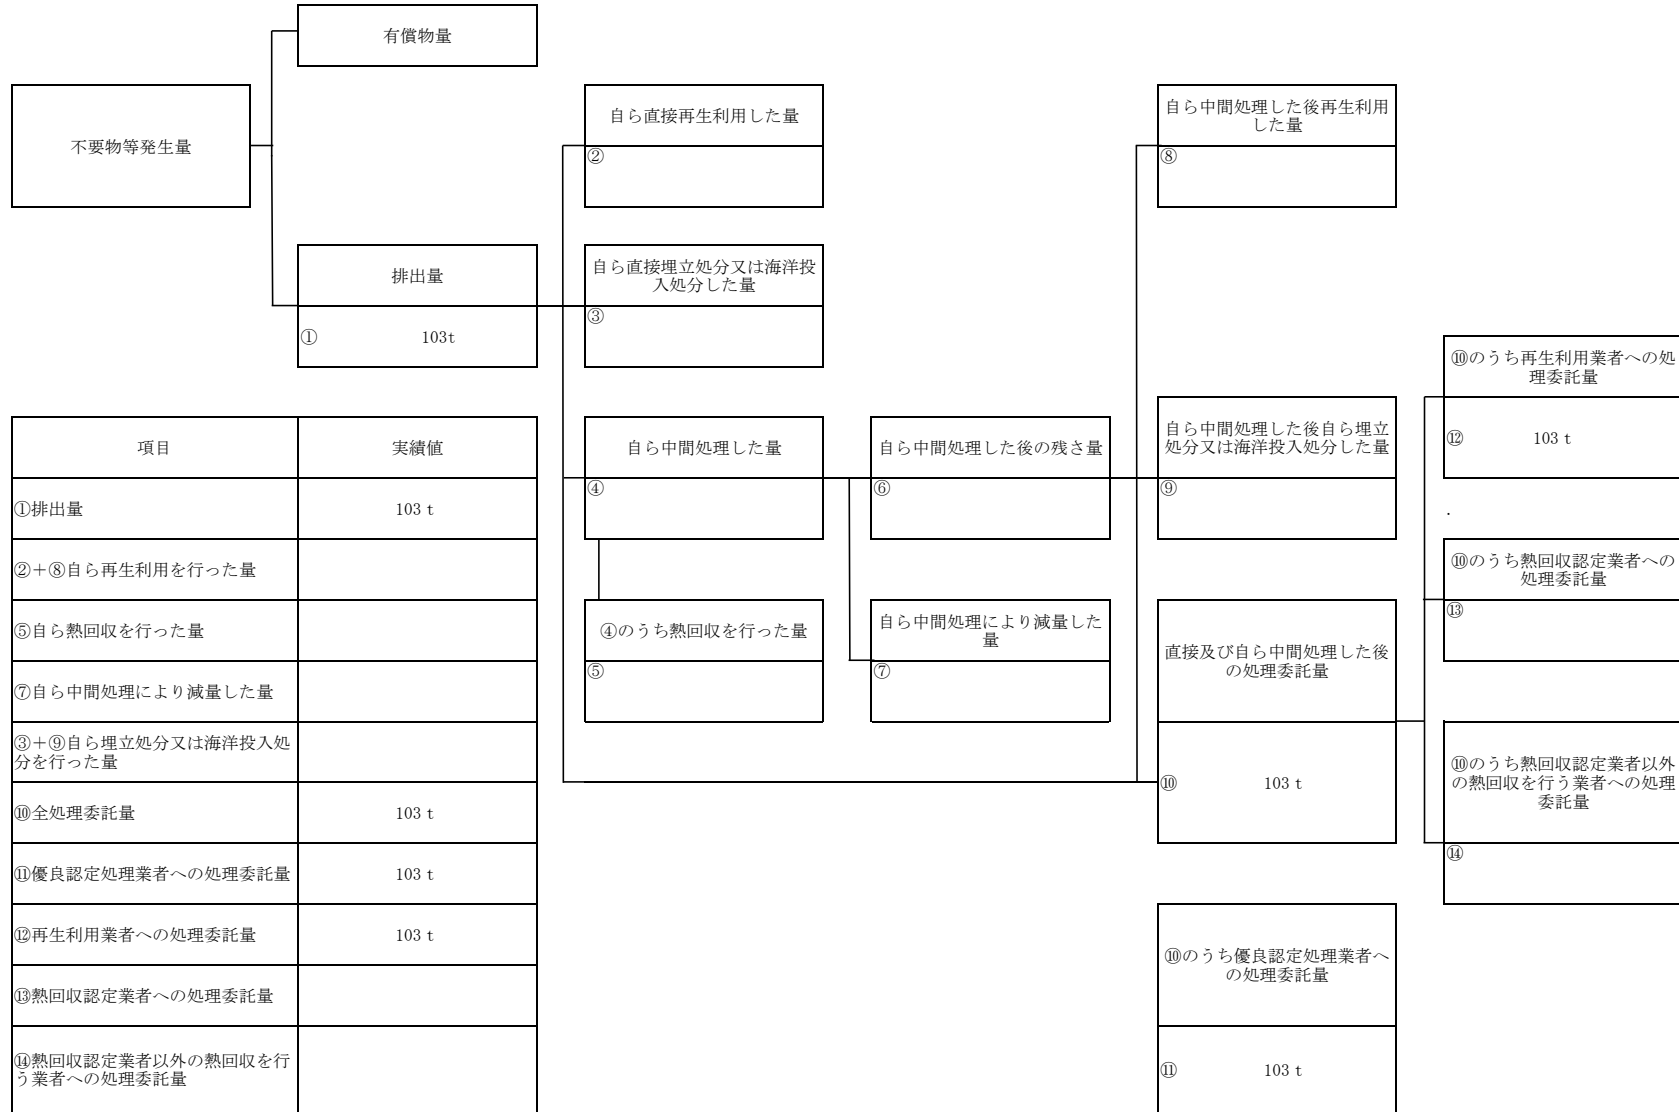 有償物量
不要物等発生量
自ら直接再生利用した量
②
自ら中間処理した後再生利用
した量
⑧
排出量
① 103t
自ら直接埋立処分又は海洋投
入処分した量
③
⑩のうち再生利用業者への処
理委託量
⑫ 103 t
自ら中間処理した量
④
自ら中間処理した後の残さ量
⑥
自ら中間処理した後自ら埋立
処分又は海洋投入処分した量
⑨
.
⑩のうち熱回収認定業者への
処理委託量
⑬
④のうち熱回収を行った量
⑤
自ら中間処理により減量した
量
⑦
直接及び自ら中間処理した後
の処理委託量
⑩ 103 t
⑩のうち熱回収認定業者以外
の熱回収を行う業者への処理
委託量
⑭
⑩のうち優良認定処理業者へ
の処理委託量
⑪ 103 t
項目 実績値
①排出量 103 t
②+⑧自ら再生利用を行った量
⑤自ら熱回収を行った量
⑦自ら中間処理により減量した量
③+⑨自ら埋立処分又は海洋投入処
分を行った量
⑩全処理委託量 103 t
⑪優良認定処理業者への処理委託量 103 t
⑫再生利用業者への処理委託量 103 t
⑬熱回収認定業者への処理委託量
⑭熱回収認定業者以外の熱回収を行
う業者への処理委託量